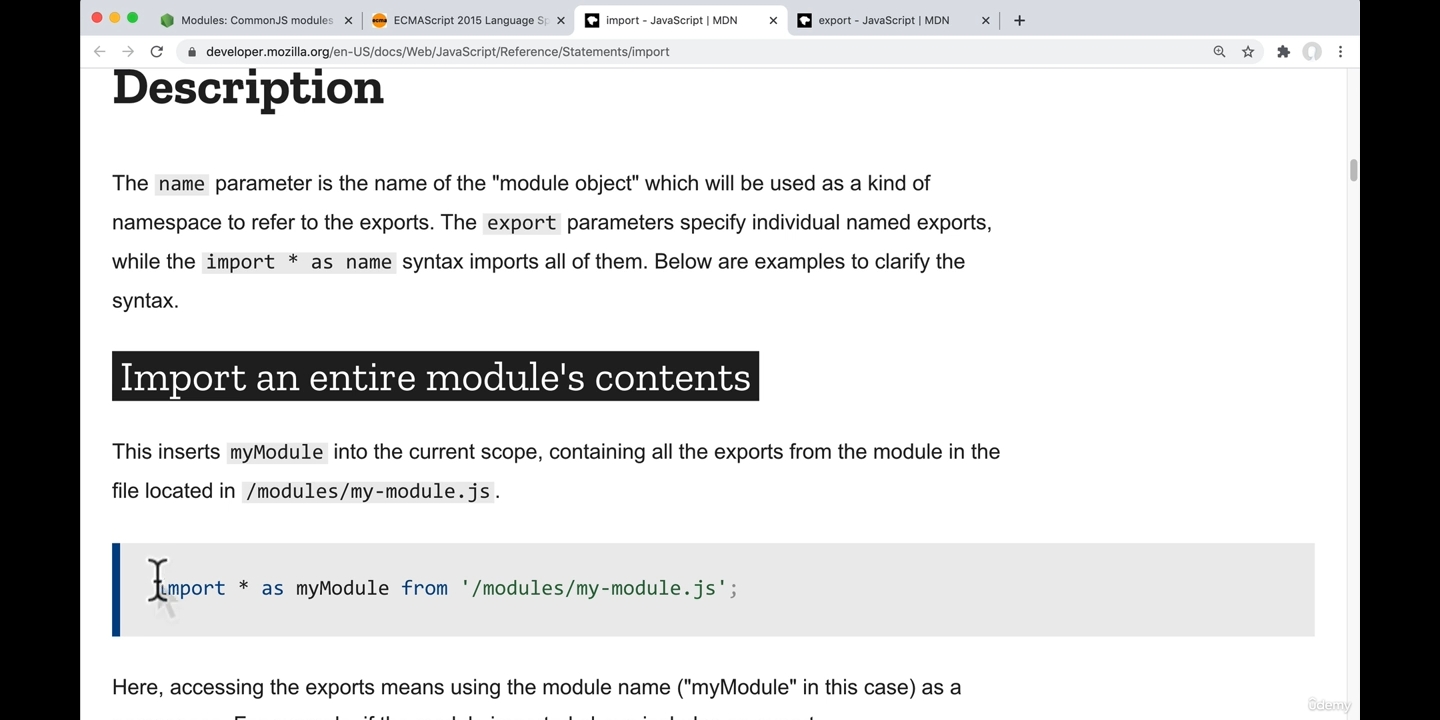 Modules: CommonJS modules
ECMAScript 2015 Language Sp
import - JavaScript | MDN
export - JavaScript | MDN
developer.mozilla.org/en-US/docs/Web/JavaScript/Reference/Statements/import
Description
The name parameter is the name of the "module object" which will be used as a kind of
namespace to refer to the exports. The export parameters specify individual named exports,
while the import * as name syntax imports all of them. Below are examples to clarify the
syntax.
Import an entire module's contents
This inserts myModule into the current scope, containing all the exports from the module in the
file located in /modules/my-module.js.
import * as myModule from '/modules/my-module.js';
Here, accessing the exports means using the module name ("myModule" in this case) as a
udemy